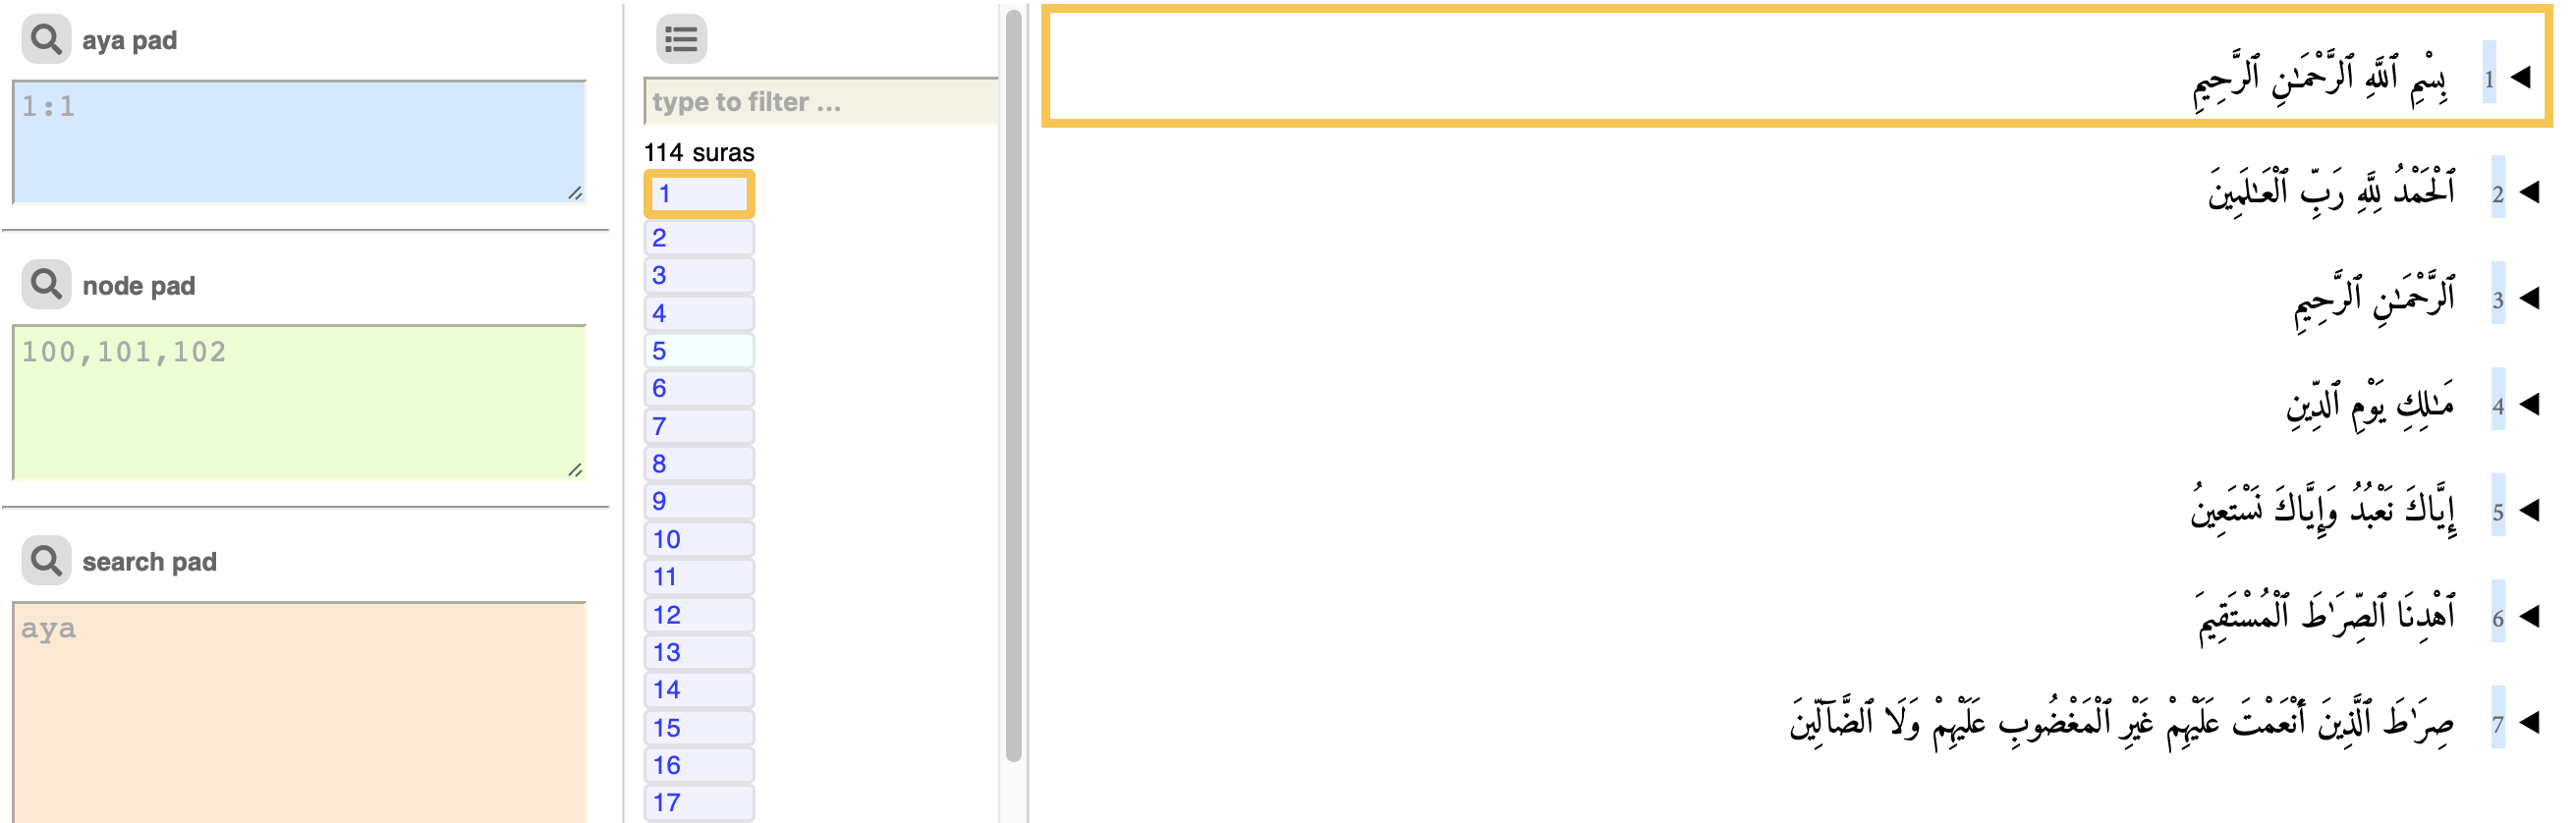 aya pad
1:1
node pad
100,101,102
search pad
aya
type to filter ...
114 suras
1
2
3
4
5
6
7
8
9
10
11
12
13
14
15
16
17
1 بِسْمِ ٱللَّهِ ٱلرَّحْمَـٰنِ ٱلرَّحِيمِ
2 ٱلْحَمْدُ لِلَّهِ رَبِّ ٱلْعَـٰلَمِينَ
3 ٱلرَّحْمَـٰنِ ٱلرَّحِيمِ
4 مَـٰلِكِ يَوْمِ ٱلدِّينِ
5 إِيَّاكَ نَعْبُدُ وَإِيَّاكَ نَسْتَعِينُ
6 ٱهْدِنَا ٱلصِّرَٰطَ ٱلْمُسْتَقِيمَ
7 صِرَٰطَ ٱلَّذِينَ أَنْعَمْتَ عَلَيْهِمْ غَيْرِ ٱلْمَغْضُوبِ عَلَيْهِمْ وَلَا ٱلضَّآلِّينَ